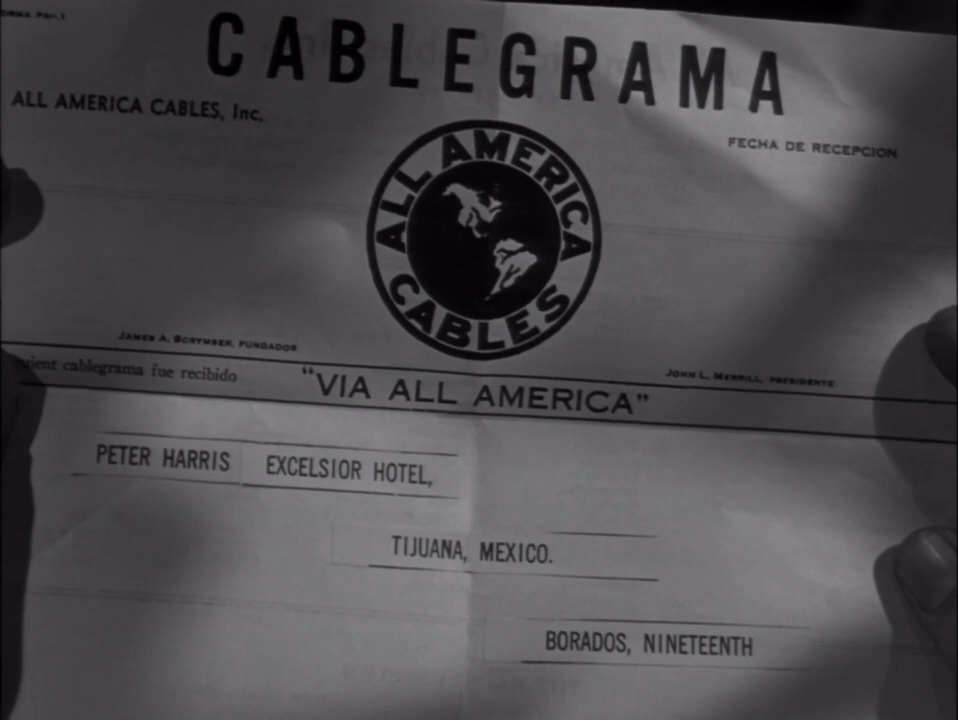 CABLEGRAMA
ALL AMERICA CABLES, Inc.
FECHA DE RECEPCION
ALL AMERICA CABLES
JAMES A. SCRYMSER, FUNDADOR
JOHN L. MERRILL, PRESIDENTE
cablegrama fue recibido
"VIA ALL AMERICA"
PETER HARRIS EXCELSIOR HOTEL,
TIJUANA, MEXICO.
BORADOS, NINETEENTH